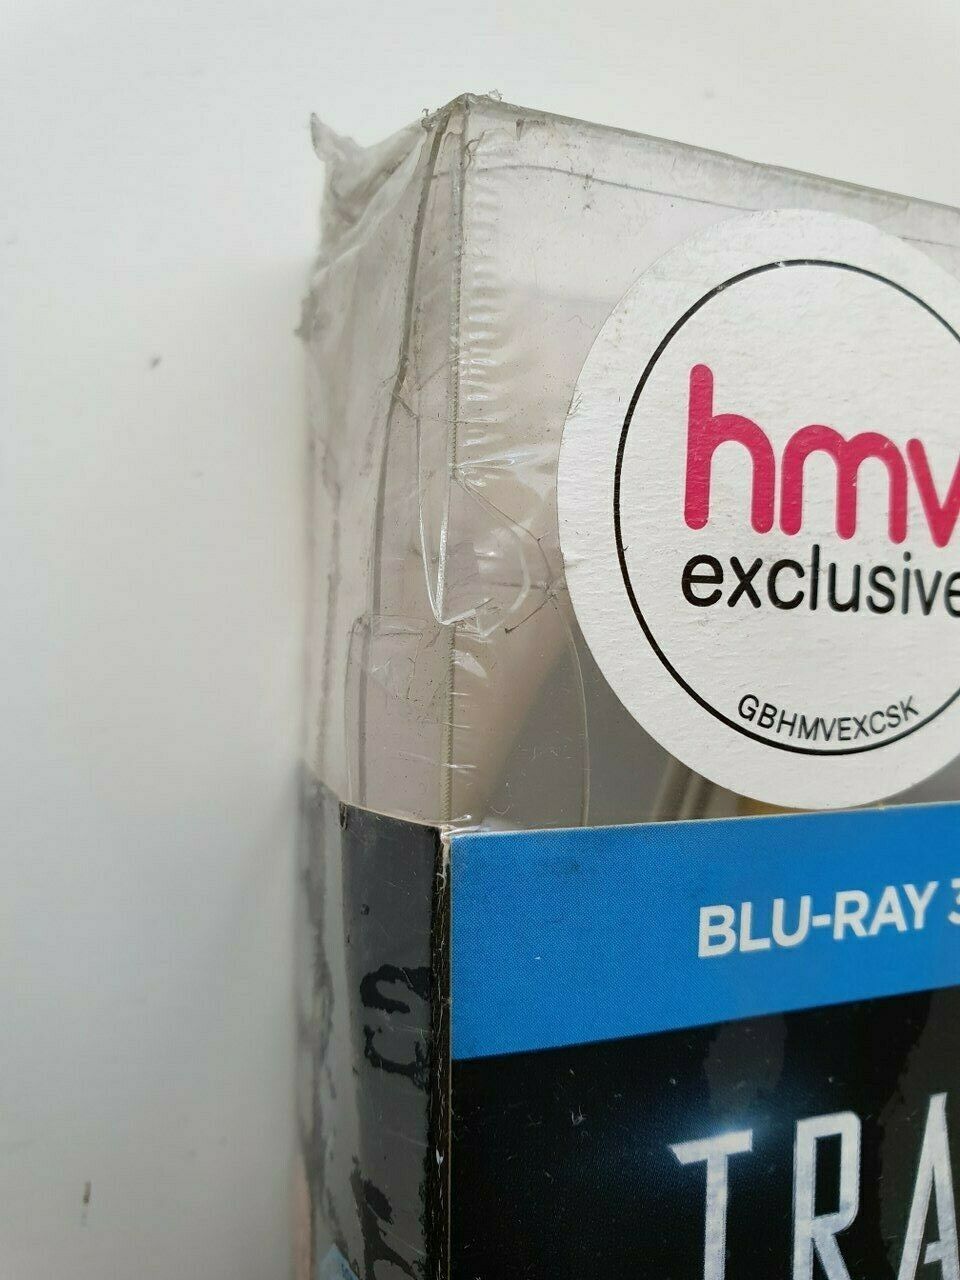 hmv
exclusive
GBHMVEXCSK
BLU-RAY 3
TRA